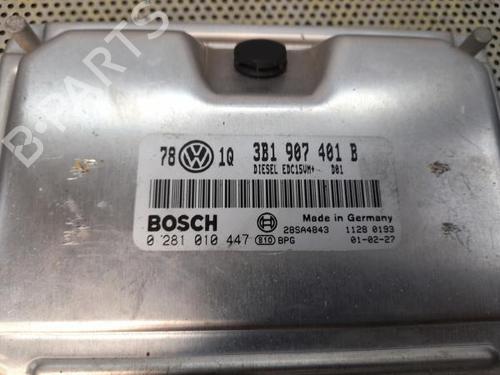 B-PARTS
78 1Q 3B1 907 401 B
DIESEL EDC15VM+ D01
BOSCH
Made in Germany
28SA4843 1128 0193
0 281 010 447 810 BPG 01-02-27